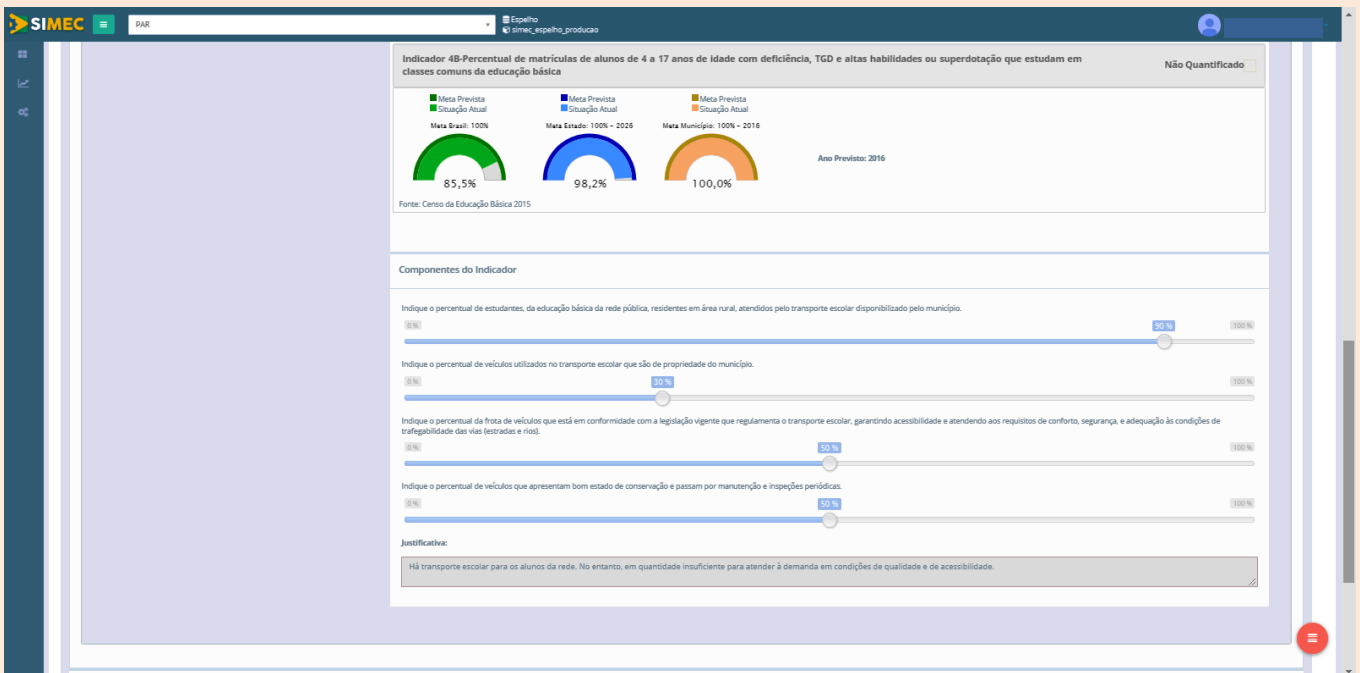 SIMEC
PAR
Espelho
simec_espelho_producao
Indicador 4B-Percentual de matrículas de alunos de 4 a 17 anos de idade com deficiência, TGD e altas habilidades ou superdotação que estudam em
classes comuns da educação básica
Não Quantificado
Meta Prevista
Situação Atual
Meta Brasil: 100%
85,5%
Meta Prevista
Situação Atual
Meta Estado: 100% - 2026
98,2%
Meta Prevista
Situação Atual
Meta Município: 100% - 2016
100,0%
Ano Previsto: 2016
Fonte: Censo da Educação Básica 2015
Componentes do Indicador
Indique o percentual de estudantes, da educação básica da rede pública, residentes em área rural, atendidos pelo transporte escolar disponibilizado pelo município.
0 % 90 % 100 %
Indique o percentual de veículos utilizados no transporte escolar que são de propriedade do município.
0 % 30 % 100 %
Indique o percentual da frota de veículos que está em conformidade com a legislação vigente que regulamenta o transporte escolar, garantindo acessibilidade e atendendo aos requisitos de conforto, segurança, e adequação às condições de
trafegabilidade das vias (estradas e rios).
0 % 50 % 100 %
Indique o percentual de veículos que apresentam bom estado de conservação e passam por manutenção e inspeções periódicas.
0 % 50 % 100 %
Justificativa:
Há transporte escolar para os alunos da rede. No entanto, em quantidade insuficiente para atender à demanda em condições de qualidade e de acessibilidade.